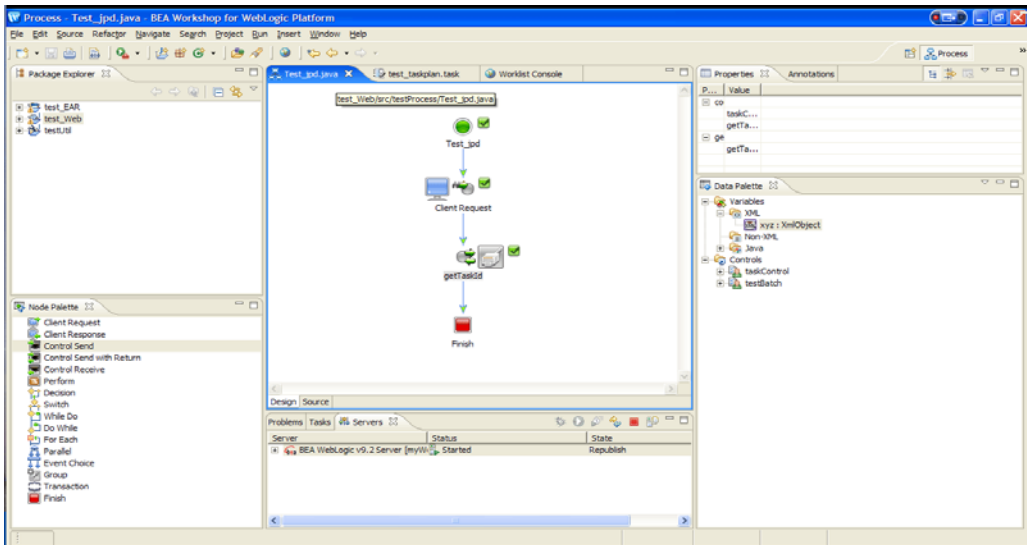 Process - Test_jpd.java - BEA Workshop for WebLogic Platform
File Edit Source Refactor Navigate Search Project Run Insert Window Help
Process
Package Explorer
test_EAR
test_Web
testUtil
Node Palette
Client Request
Client Response
Control Send
Control Send with Return
Control Receive
Perform
Decision
Switch
While Do
Do While
For Each
Parallel
Event Choice
Group
Transaction
Finish
Test_jpd.java test_taskplan.task Worklist Console
test_Web/src/testProcess/Test_jpd.java
Test_jpd
Client Request
getTaskId
Finish
Design Source
Problems Tasks Servers
Server Status State
BEA WebLogic v9.2 Server [myW Started Republish
Properties Annotations
P... Value
co
taskC...
getTa...
ge
getTa...
Data Palette
Variables
XML
xyz : XmlObject
Non-XML
Java
Controls
taskControl
testBatch